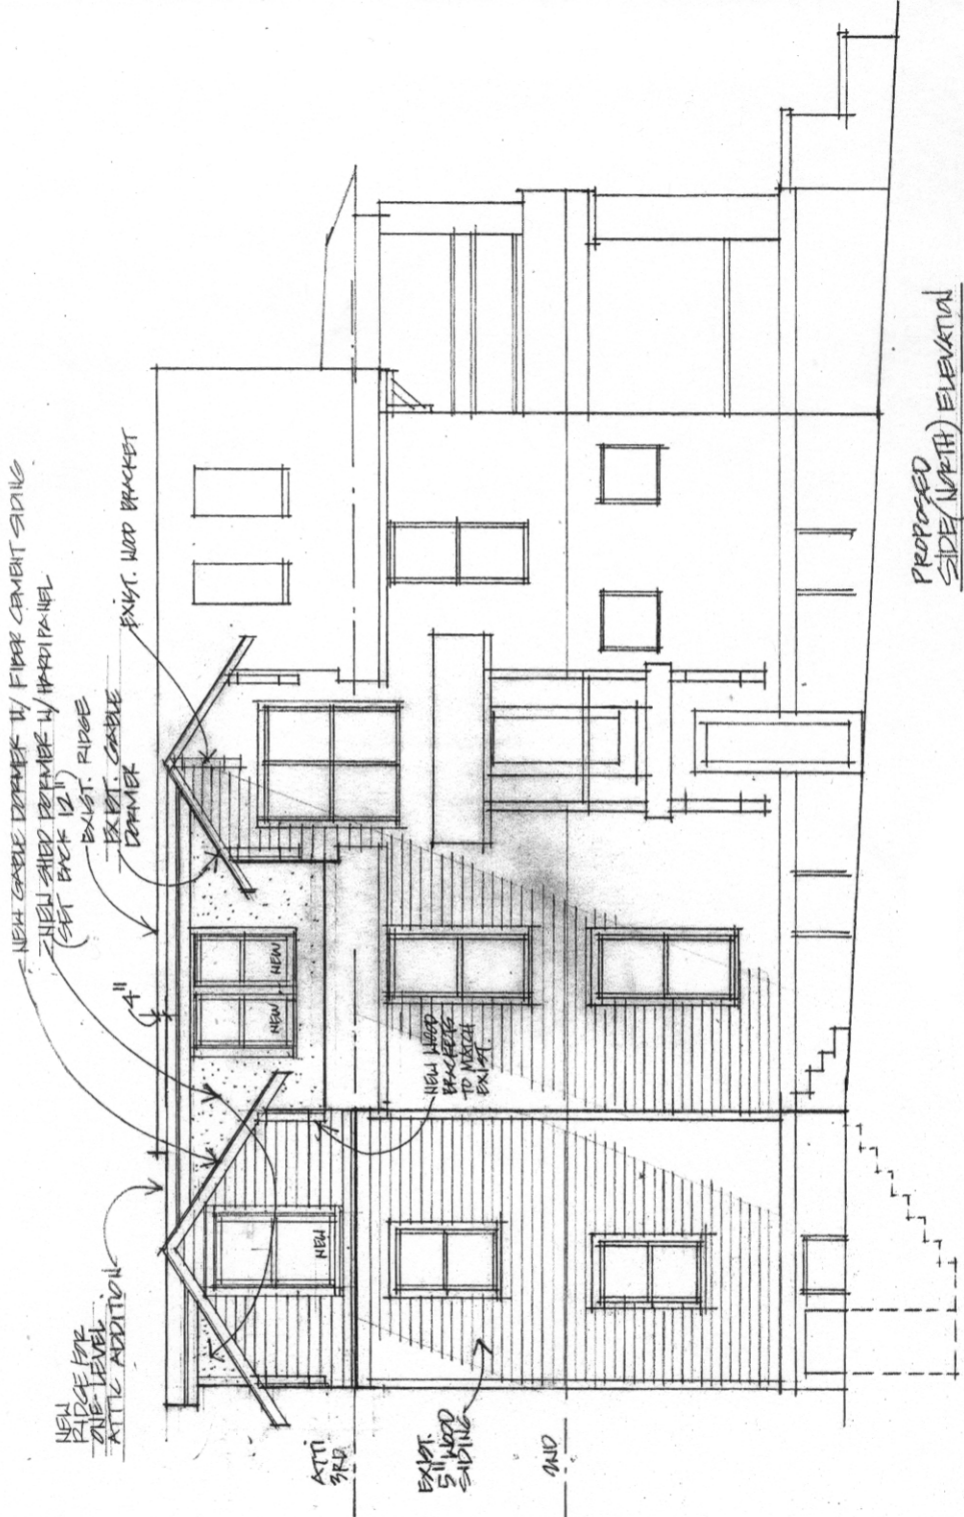 NEW GABLE DORMER W/ FIBER CEMENT SIDING
NEW SHED DORMER W/ HARDIPANEL
(SET BACK 12")
EXIST. RIDGE
EXIST. GABLE
DORMER
EXIST. WOOD BRACKET
4"
NEW
RIDGE FOR
ONE-LEVEL
ATTIC ADDITION
NEW
NEW
NEW
NEW WOOD
BRACKETS
TO MATCH
EXIST.
ATTI
3RD
EXIST.
5" WOOD
SIDING
2ND
PROPOSED
SIDE (NORTH) ELEVATION